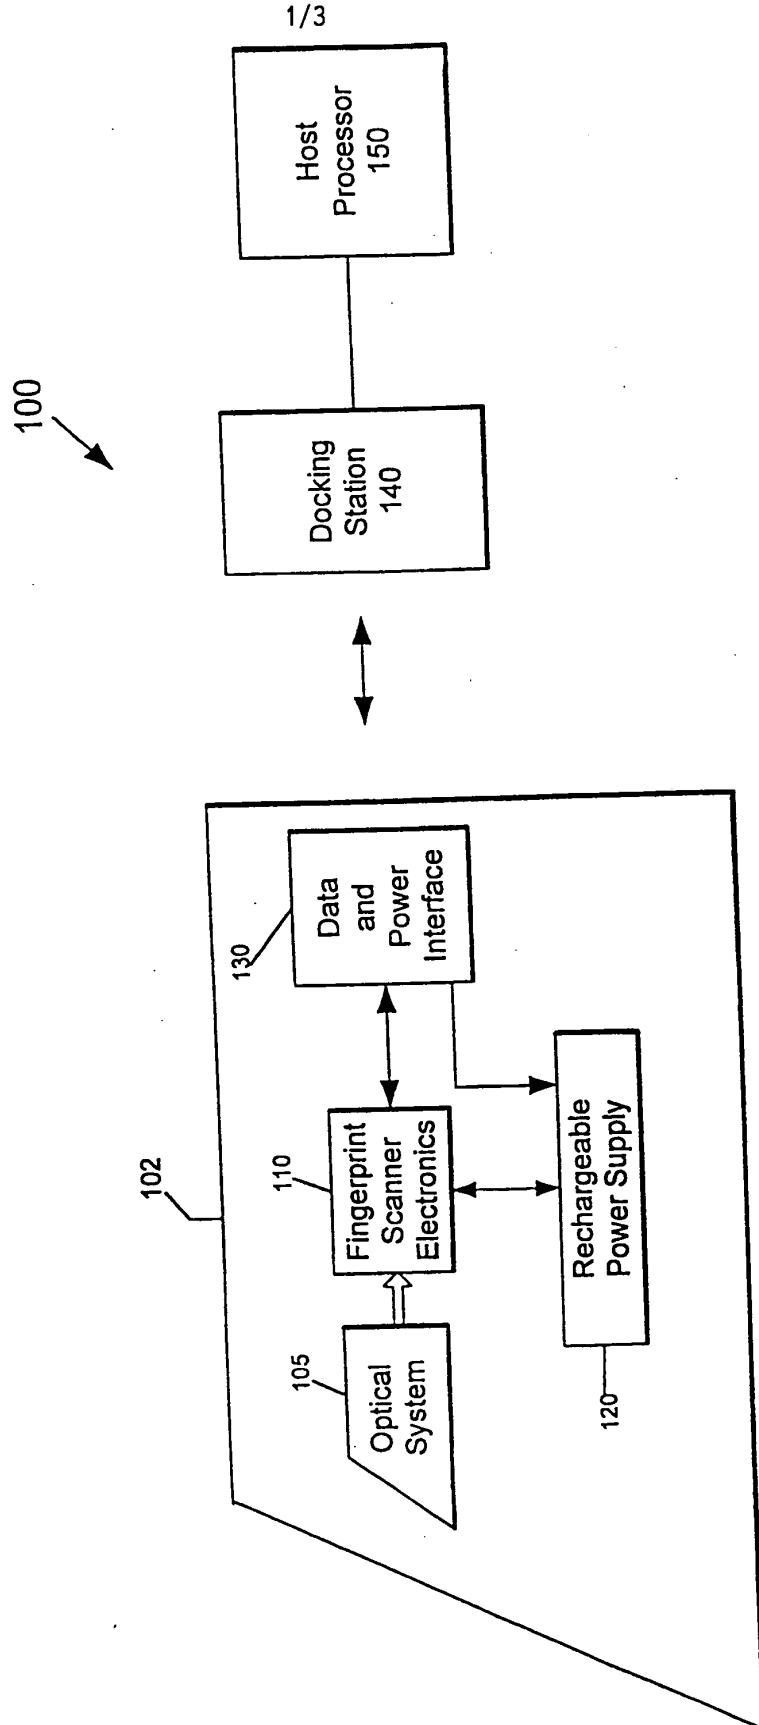 1/3
100
102
105
Optical
System
110
Fingerprint
Scanner
Electronics
130
Data
and
Power
Interface
120
Rechargeable
Power Supply
Docking
Station
140
Host
Processor
150